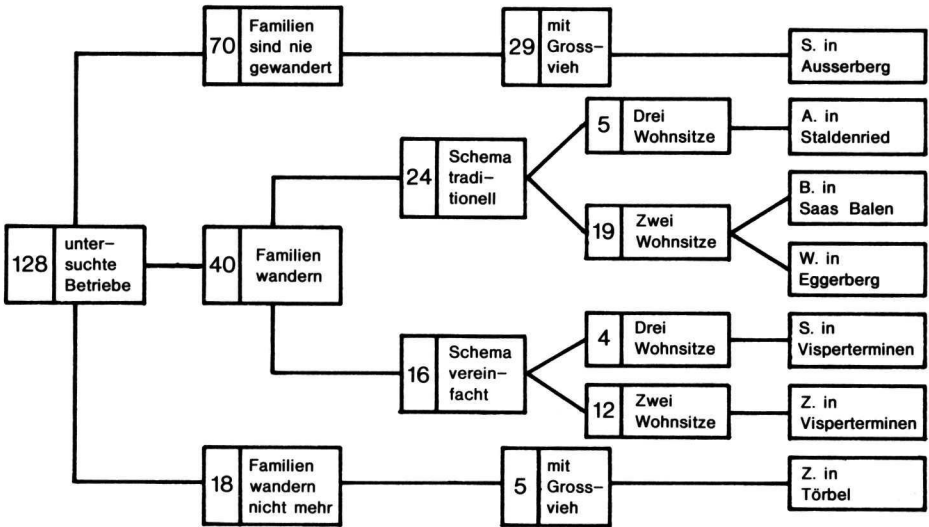 128
unter-
suchte
Betriebe
70
Familien
sind nie
gewandert
29
mit
Gross-
vieh
S. in
Ausserberg
40
Familien
wandern
24
Schema
tradi-
tionell
5
Drei
Wohnsitze
A. in
Staldenried
19
Zwei
Wohnsitze
B. in
Saas Balen
W. in
Eggerberg
16
Schema
verein-
facht
4
Drei
Wohnsitze
S. in
Visperterminen
12
Zwei
Wohnsitze
Z. in
Visperterminen
18
Familien
wandern
nicht mehr
5
mit
Gross-
vieh
Z. in
Törbel